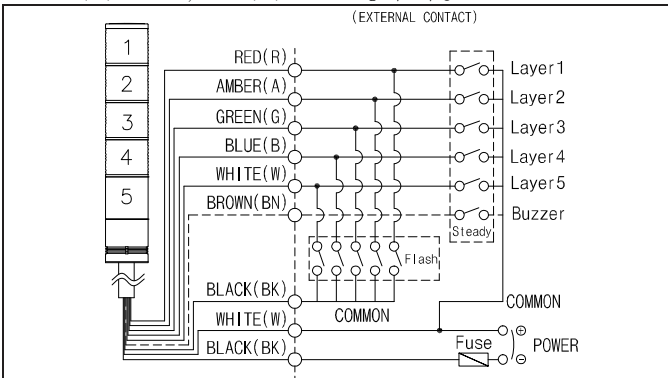 (EXTERNAL CONTACT)
1
2
3
4
5
RED(R)
AMBER(A)
GREEN(G)
BLUE(B)
WHITE(W)
BROWN(BN)
Layer1
Layer2
Layer3
Layer4
Layer5
Buzzer
Steady
Flash
BLACK(BK)
WHITE(W)
BLACK(BK)
COMMON
COMMON
Fuse
⊕
⊖
POWER